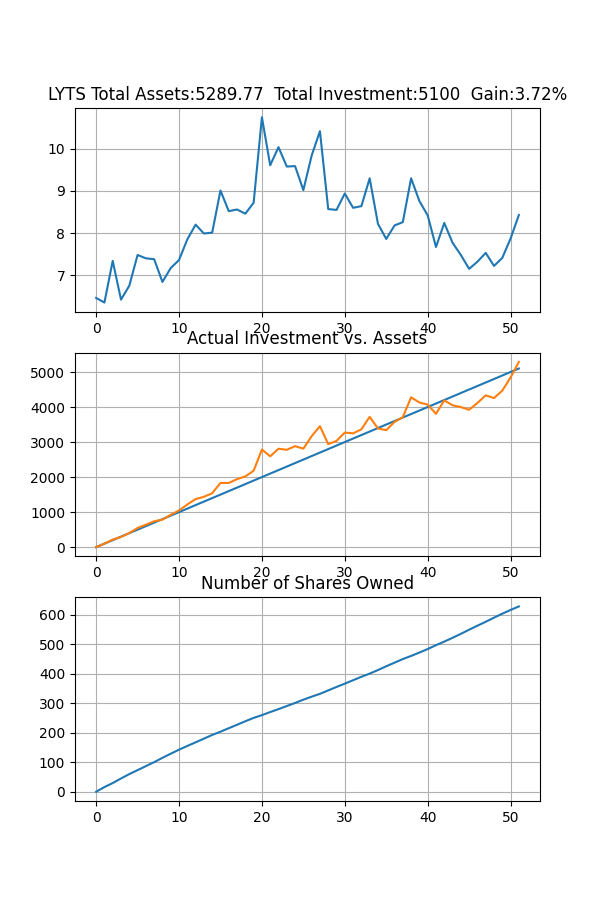 LYTS Total Assets:5289.77  Total Investment:5100  Gain:3.72%
10
9
8
7
0 10 20 30 40 50
Actual Investment vs. Assets
5000
4000
3000
2000
1000
0
0 10 20 30 40 50
Number of Shares Owned
600
500
400
300
200
100
0
0 10 20 30 40 50